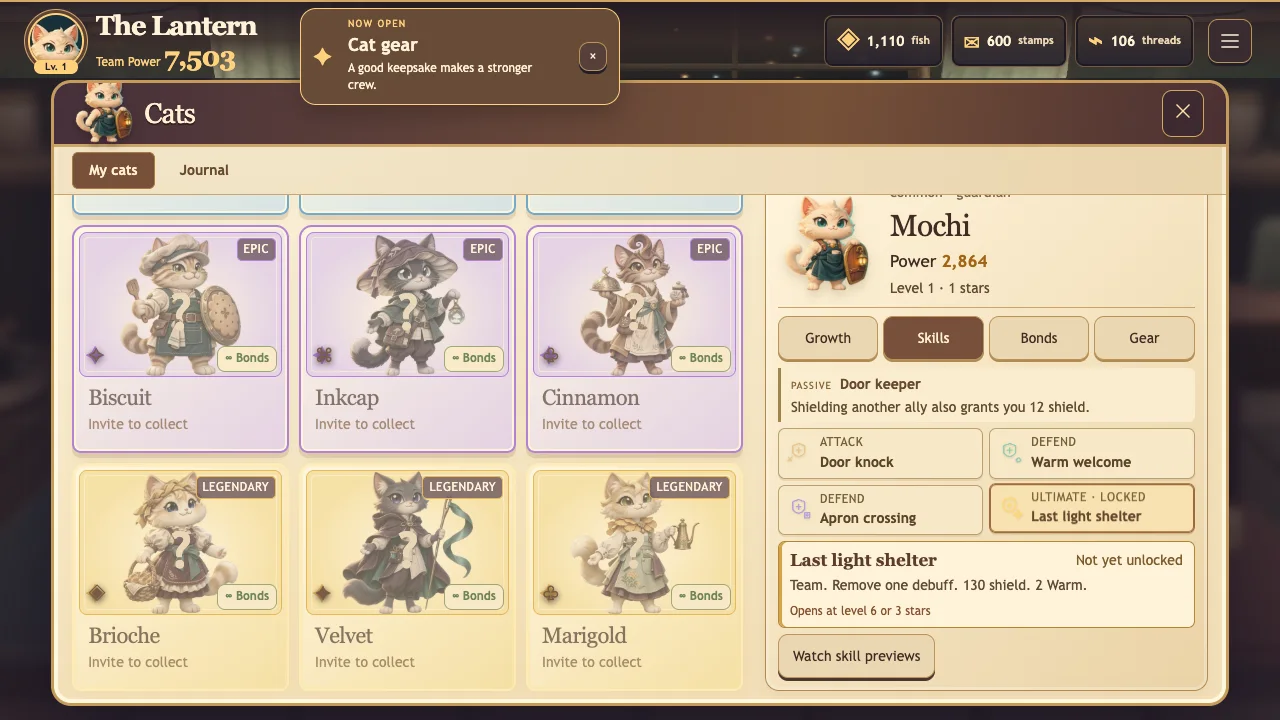 The Lantern
Team Power 7,503
Lv. 1
NOW OPEN
Cat gear
A good keepsake makes a stronger
crew.
×
1,110 fish
600 stamps
106 threads
Cats
My cats
Journal
EPIC
?
∞ Bonds
Biscuit
Invite to collect
EPIC
?
∞ Bonds
Inkcap
Invite to collect
EPIC
?
∞ Bonds
Cinnamon
Invite to collect
LEGENDARY
?
∞ Bonds
Brioche
Invite to collect
LEGENDARY
?
∞ Bonds
Velvet
Invite to collect
LEGENDARY
?
∞ Bonds
Marigold
Invite to collect
Common · guardian
Mochi
Power 2,864
Level 1 · 1 stars
Growth
Skills
Bonds
Gear
PASSIVE Door keeper
Shielding another ally also grants you 12 shield.
ATTACK
Door knock
DEFEND
Warm welcome
DEFEND
Apron crossing
ULTIMATE · LOCKED
Last light shelter
Last light shelter
Not yet unlocked
Team. Remove one debuff. 130 shield. 2 Warm.
Opens at level 6 or 3 stars
Watch skill previews